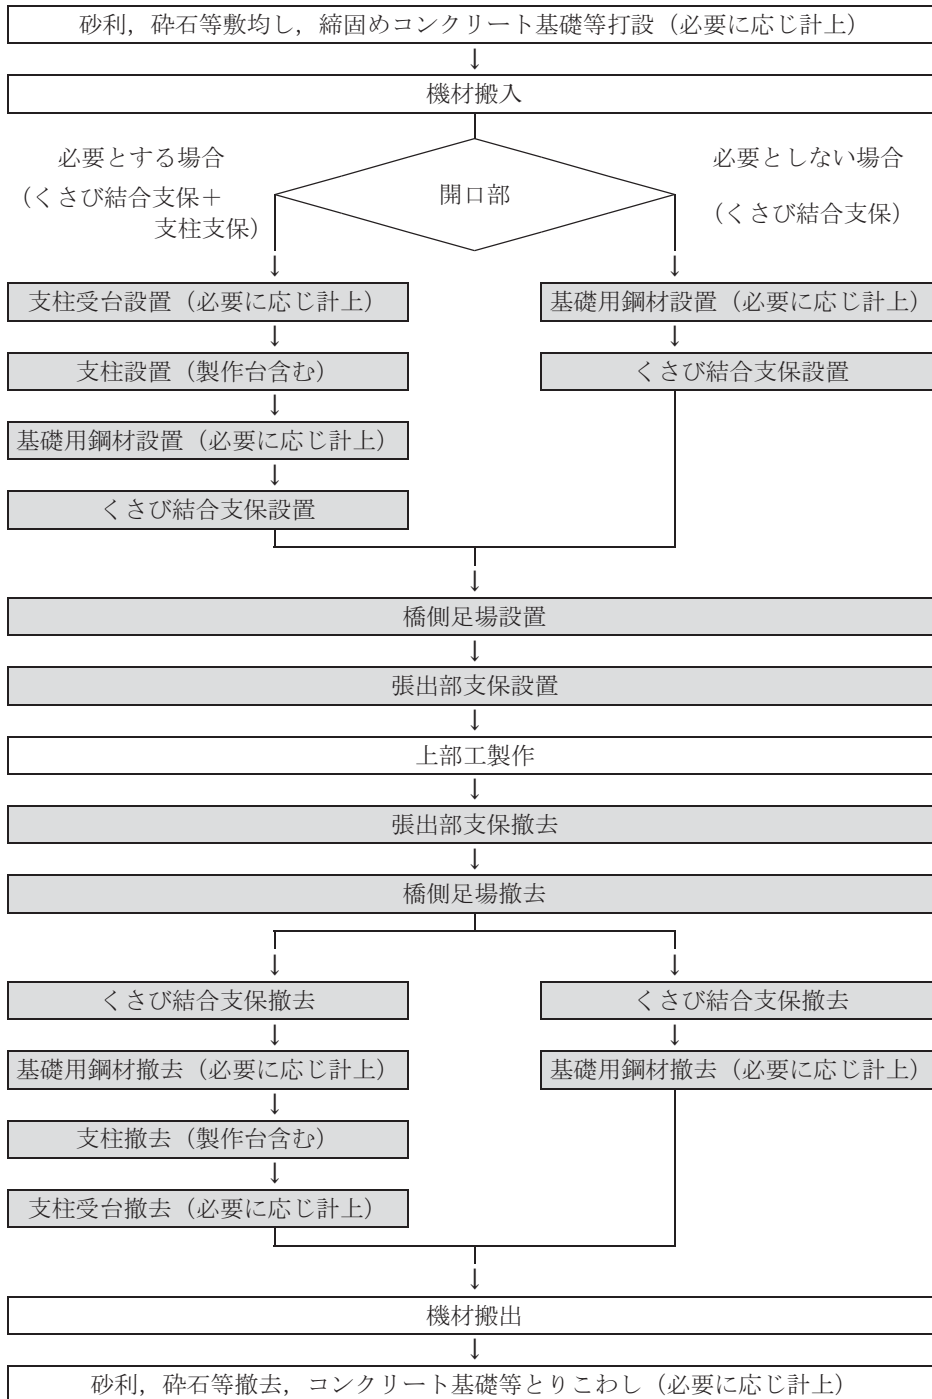 砂利，砕石等敷均し，締固めコンクリート基礎等打設（必要に応じ計上）
↓
機材搬入
必要とする場合
（くさび結合支保＋
支柱支保）
開口部
必要としない場合
（くさび結合支保）
↓
支柱受台設置（必要に応じ計上）
↓
支柱設置（製作台含む）
↓
基礎用鋼材設置（必要に応じ計上）
↓
くさび結合支保設置
↓
基礎用鋼材設置（必要に応じ計上）
↓
くさび結合支保設置
↓
橋側足場設置
↓
張出部支保設置
↓
上部工製作
↓
張出部支保撤去
↓
橋側足場撤去
↓
くさび結合支保撤去
↓
基礎用鋼材撤去（必要に応じ計上）
↓
支柱撤去（製作台含む）
↓
支柱受台撤去（必要に応じ計上）
↓
くさび結合支保撤去
↓
基礎用鋼材撤去（必要に応じ計上）
↓
機材搬出
↓
砂利，砕石等撤去，コンクリート基礎等とりこわし（必要に応じ計上）